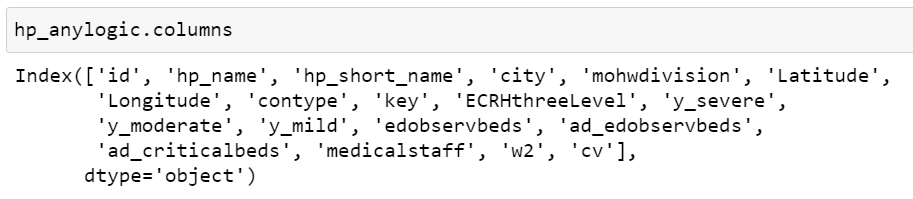 hp_anylogic.columns
Index(['id', 'hp_name', 'hp_short_name', 'city', 'mohwdivision', 'Latitude',
'Longitude', 'contype', 'key', 'ECRHthreeLevel', 'y_severe',
'y_moderate', 'y_mild', 'edobservbeds', 'ad_edobservbeds',
'ad_criticalbeds', 'medicalstaff', 'w2', 'cv'],
dtype='object')